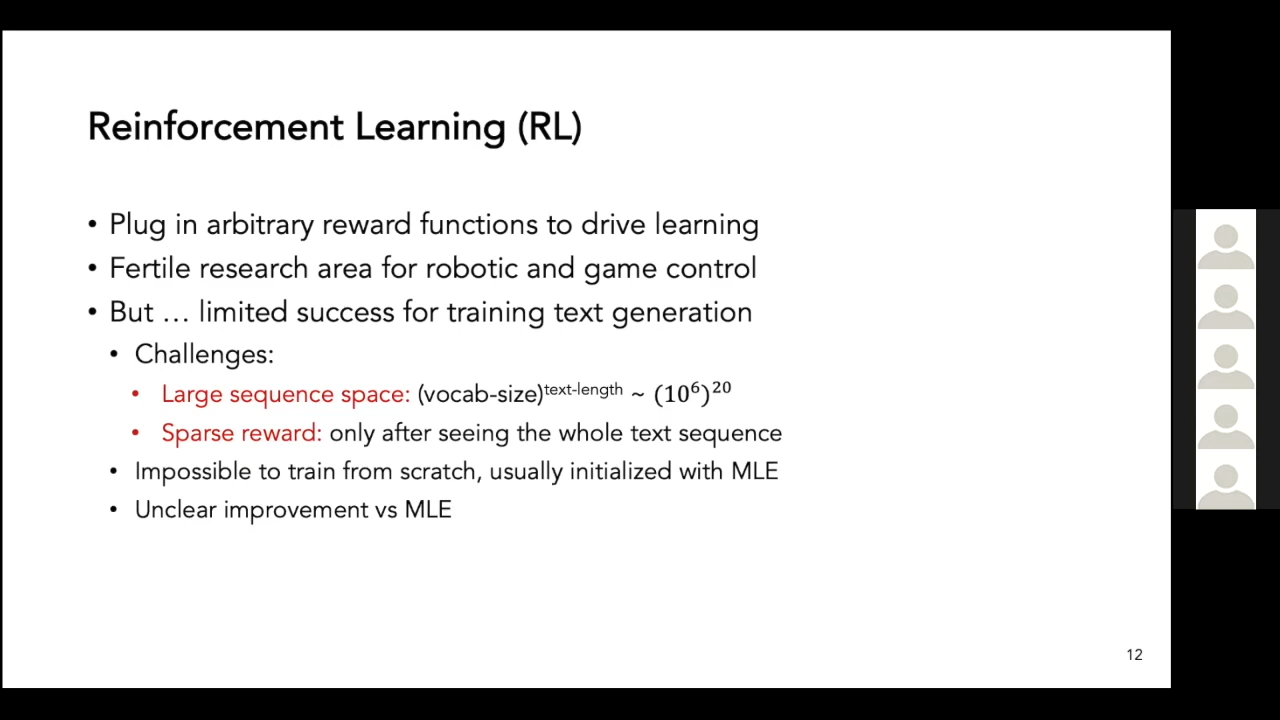 Reinforcement Learning (RL)
• Plug in arbitrary reward functions to drive learning
• Fertile research area for robotic and game control
• But … limited success for training text generation
• Challenges:
• Large sequence space: (vocab-size)^text-length ~ (10⁶)²⁰
• Sparse reward: only after seeing the whole text sequence
• Impossible to train from scratch, usually initialized with MLE
• Unclear improvement vs MLE
12